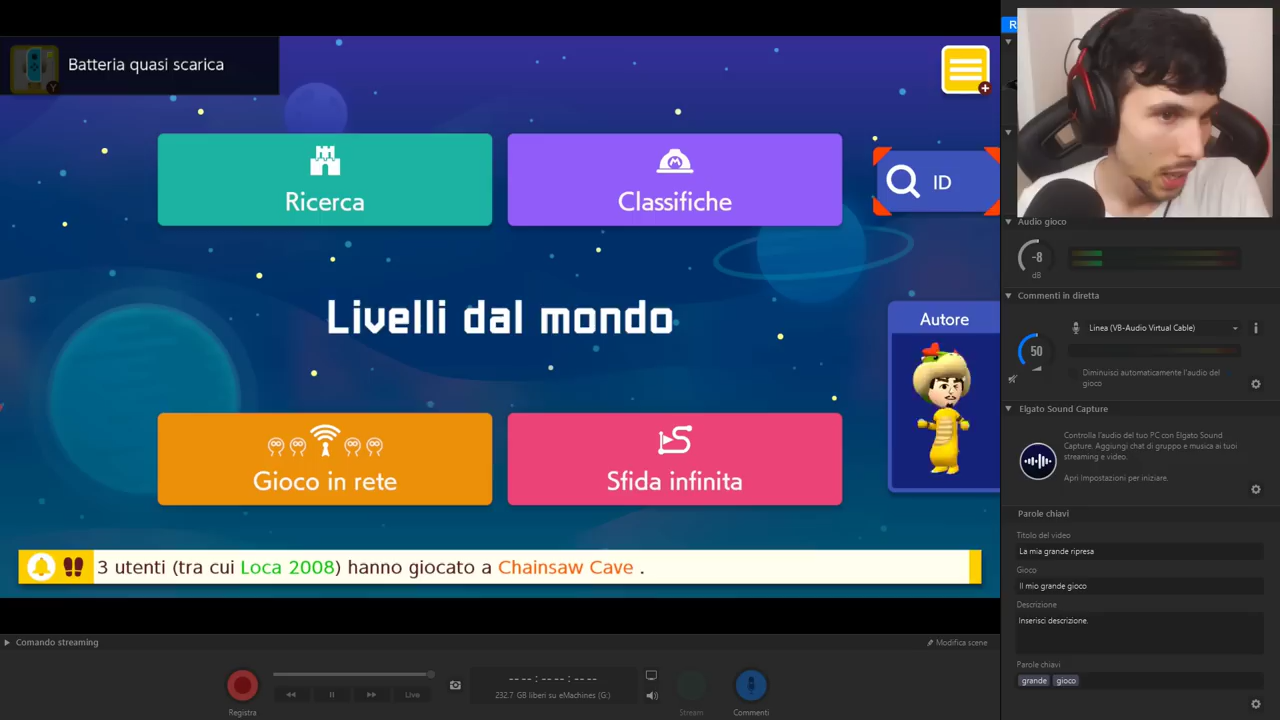 Batteria quasi scarica
Ricerca
Classifiche
ID
Livelli dal mondo
Autore
Gioco in rete
Sfida infinita
3 utenti (tra cui Loca 2008) hanno giocato a Chainsaw Cave .
R
Audio gioco
-8
dB
Commenti in diretta
50
Linea (VB-Audio Virtual Cable)
Diminuisci automaticamente l'audio del
gioco
Elgato Sound Capture
Controlla l'audio del tuo PC con Elgato Sound
Capture. Aggiungi chat di gruppo e musica ai tuoi
streaming e video.
Apri Impostazioni per iniziare.
Parole chiavi
Titolo del video
La mia grande ripresa
Gioco
Il mio grande gioco
Descrizione
Inserisci descrizione.
Parole chiavi
grande gioco
Comando streaming
Modifica scene
Live
-- -- : -- -- : -- --
232.7 GB liberi su eMachines (G:)
Registra
Stream
Commenti